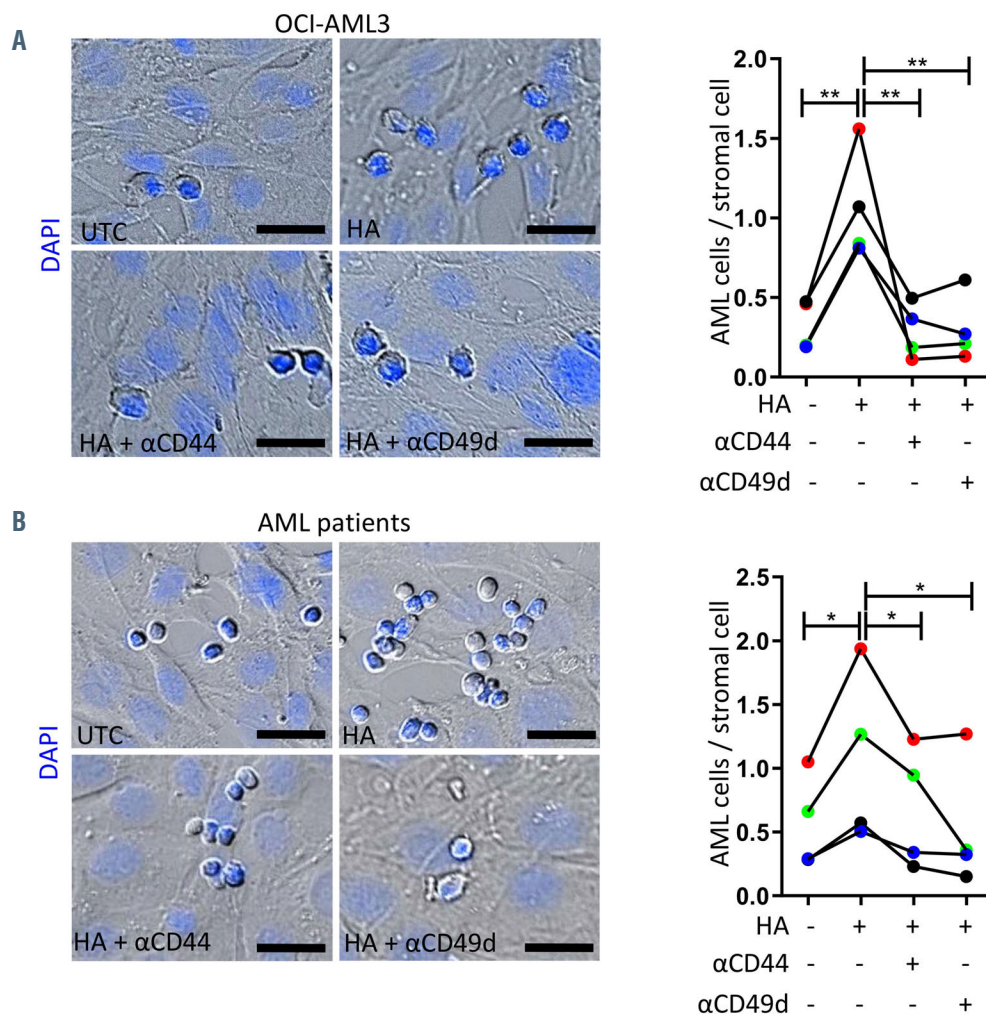 A
OCI-AML3
DAPI
UTC
HA
HA + αCD44
HA + αCD49d
AML cells / stromal cell
2.0
1.5
1.0
0.5
0.0
**
** **
HA - + + +
αCD44 - - + -
αCD49d - - - +
B
AML patients
DAPI
UTC
HA
HA + αCD44
HA + αCD49d
AML cells / stromal cell
2.5
2.0
1.5
1.0
0.5
0.0
*
* *
HA - + + +
αCD44 - - + -
αCD49d - - - +